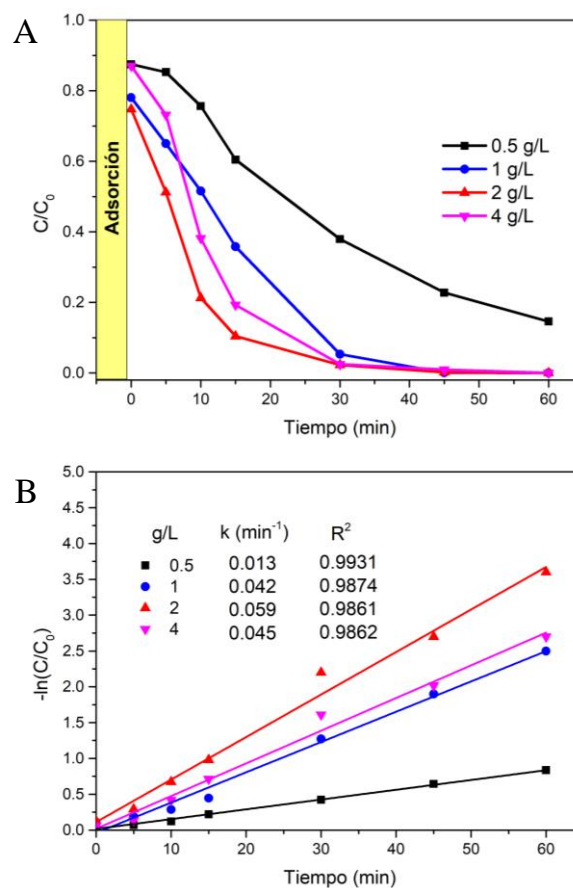 A
Adsorción
C/C₀
1.0
0.8
0.6
0.4
0.2
0.0
0.5 g/L
1 g/L
2 g/L
4 g/L
0 10 20 30 40 50 60
Tiempo (min)
B
-ln(C/C₀)
5.0
4.5
4.0
3.5
3.0
2.5
2.0
1.5
1.0
0.5
0.0
g/L k (min⁻¹) R²
0.5 0.013 0.9931
1 0.042 0.9874
2 0.059 0.9861
4 0.045 0.9862
0 10 20 30 40 50 60
Tiempo (min)